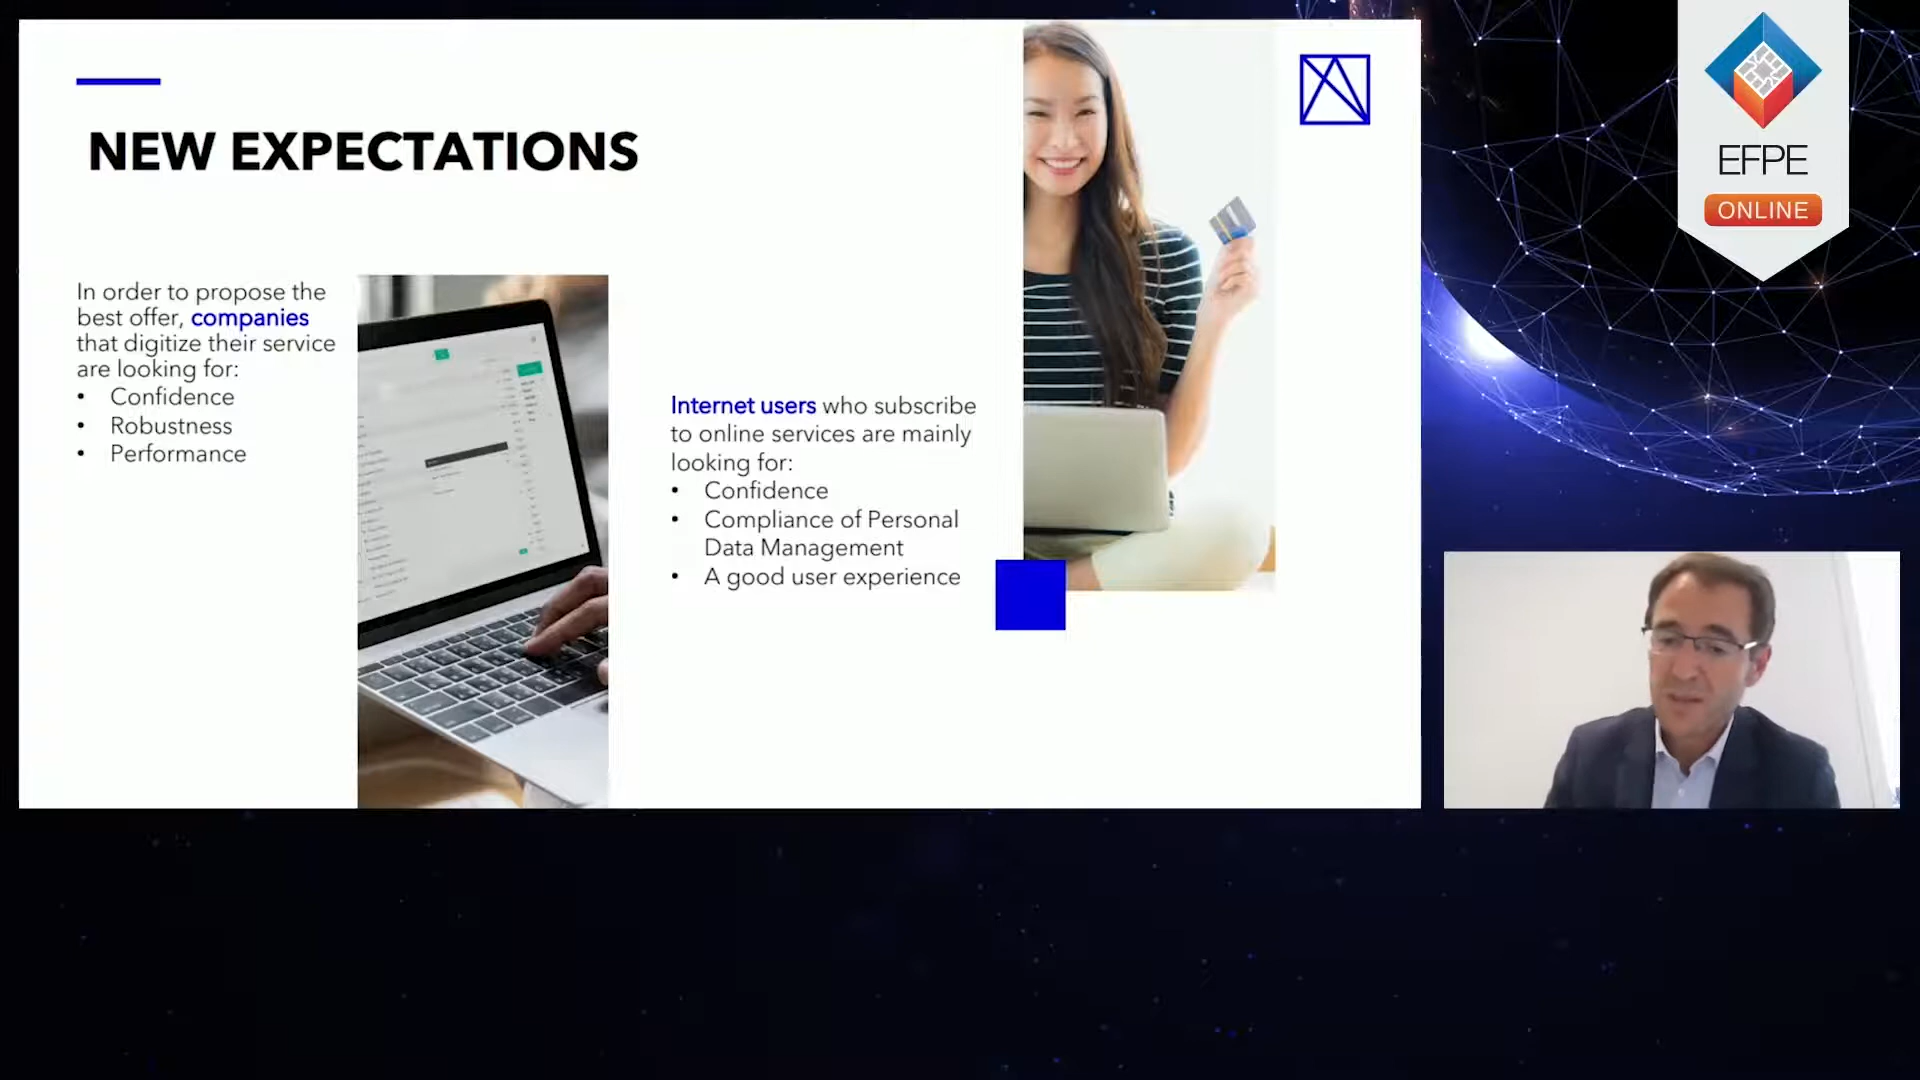 NEW EXPECTATIONS
In order to propose the
best offer, companies
that digitize their service
are looking for:
• Confidence
• Robustness
• Performance
Internet users who subscribe
to online services are mainly
looking for:
• Confidence
• Compliance of Personal
Data Management
• A good user experience
EFPE
ONLINE